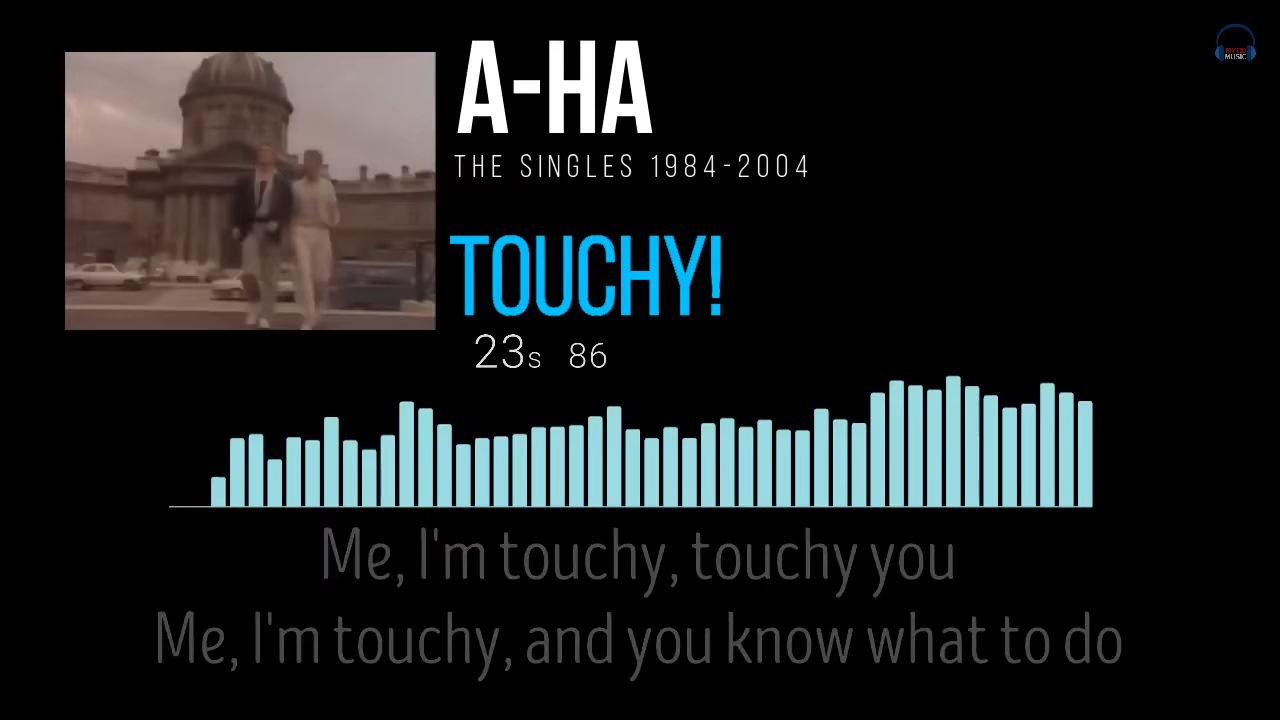 A-HA
THE SINGLES 1984-2004
MUSIC
TOUCHY!
23s 86
Me, I'm touchy, touchy you
Me, I'm touchy, and you know what to do